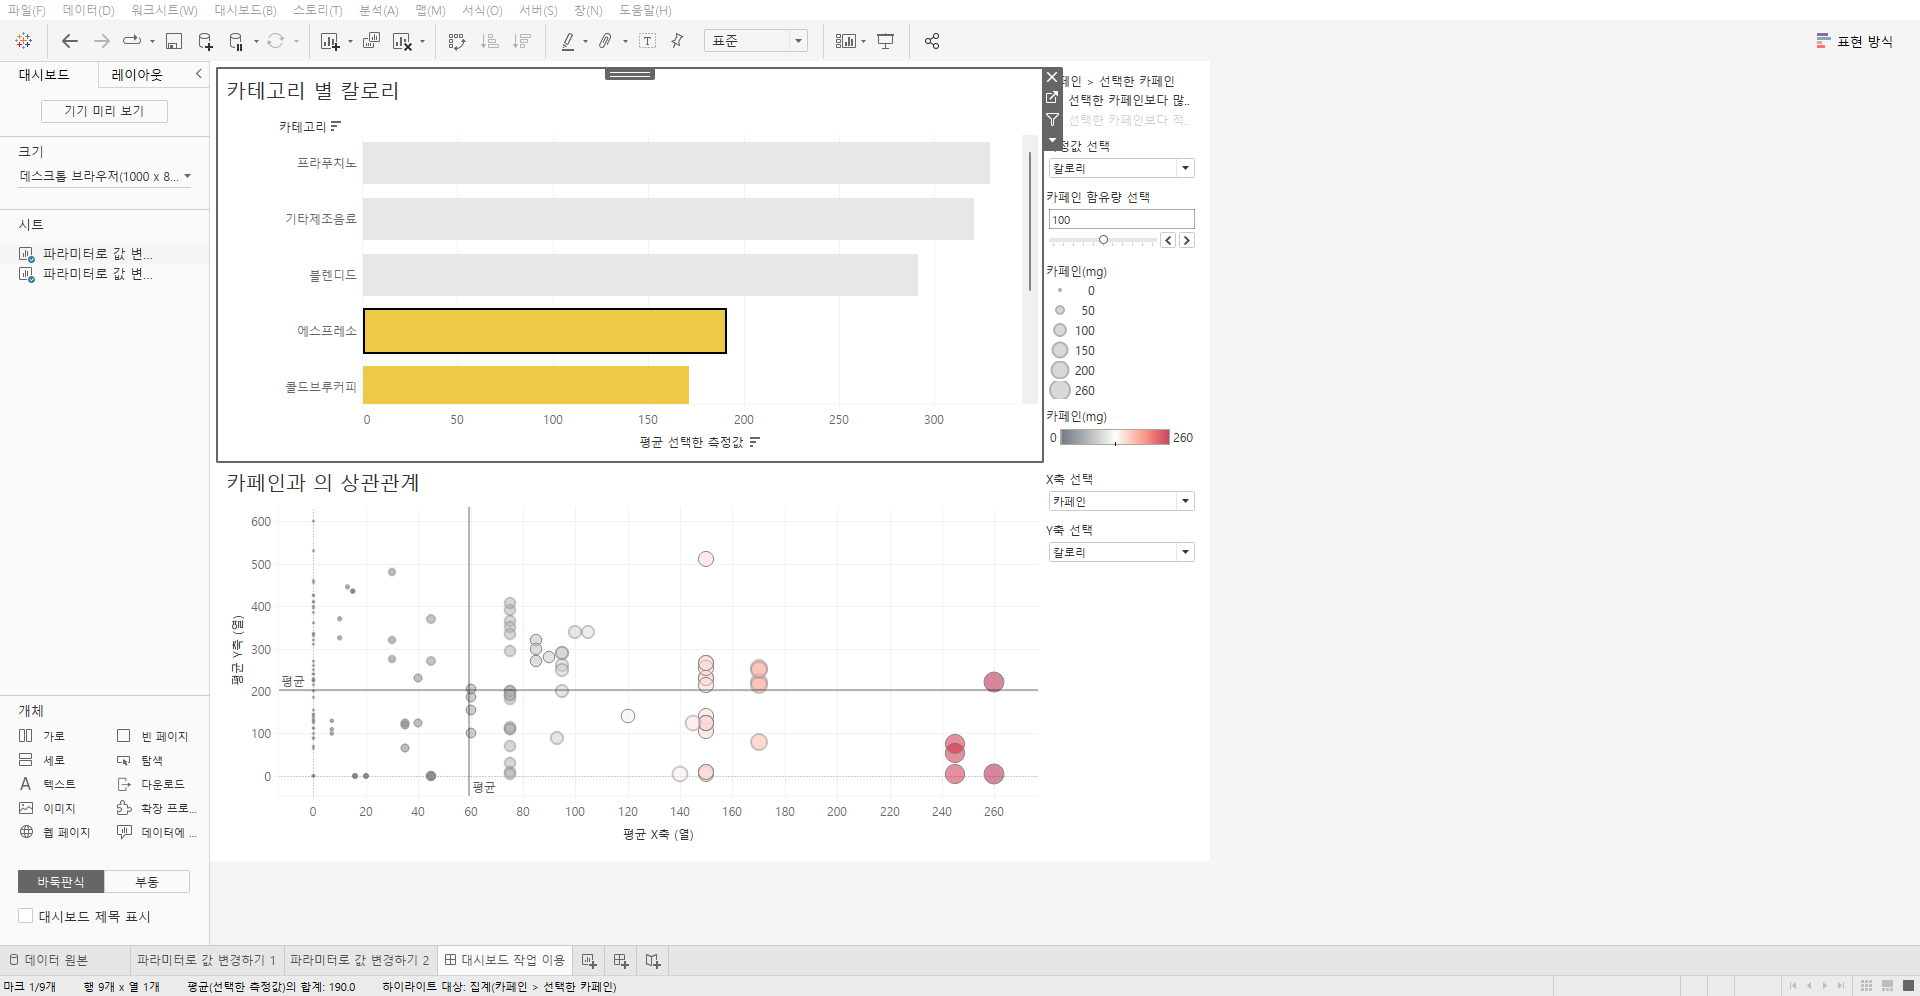 파일(F) 데이터(D) 워크시트(W) 대시보드(B) 스토리(T) 분석(A) 맵(M) 서식(O) 서버(S) 창(N) 도움말(H)
표준
표현 방식
대시보드 레이아웃
기기 미리 보기
크기
데스크톱 브라우저(1000 x 8...
시트
파라미터로 값 변...
파라미터로 값 변...
개체
가로 빈 페이지
세로 탐색
텍스트 다운로드
이미지 확장 프로...
웹 페이지 데이터에 ...
바둑판식 부동
대시보드 제목 표시
카테고리 별 칼로리
카테고리
프라푸치노
기타제조음료
블렌디드
에스프레소
콜드브루커피
0 50 100 150 200 250 300
평균 선택한 측정값
카페인과 의 상관관계
평균 Y축 (열)
600
500
400
300
200
100
0
평균
평균
0 20 40 60 80 100 120 140 160 180 200 220 240 260
평균 X축 (열)
페인 > 선택한 카페인
선택한 카페인보다 많..
선택한 카페인보다 적..
정값 선택
칼로리
카페인 함유량 선택
100
카페인(mg)
0
50
100
150
200
260
카페인(mg)
0 260
X축 선택
카페인
Y축 선택
칼로리
데이터 원본 파라미터로 값 변경하기 1 파라미터로 값 변경하기 2 대시보드 작업 이용
마크 1/9개 행 9개 x 열 1개 평균(선택한 측정값)의 합계: 190.0 하이라이트 대상: 집계(카페인 > 선택한 카페인)